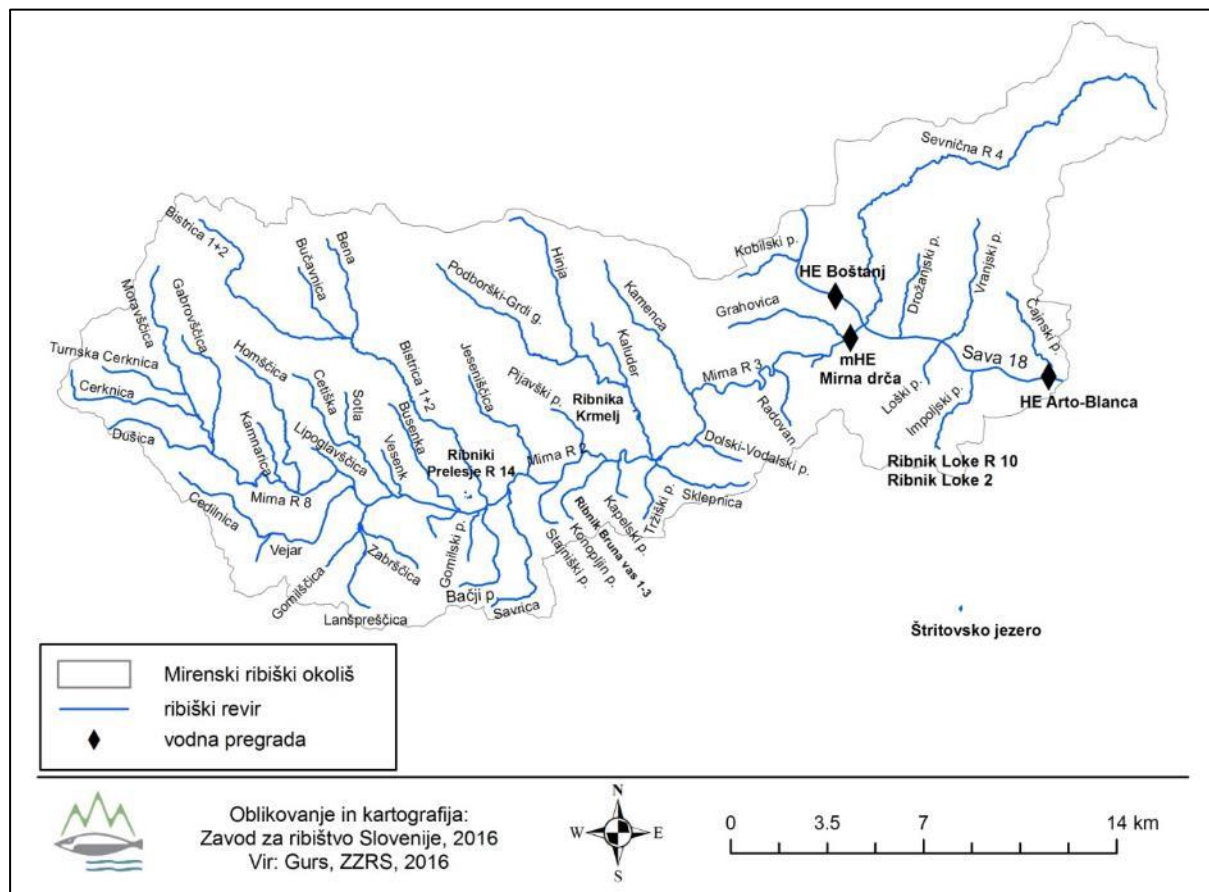 Sevnična R 4
Bistrica 1+2
Bučavnica
Bena
Hinja
Kobilski p.
HE Boštanj
Drožanjski p.
Vranjski p.
Moravščica
Gabrovščica
Podborški-Grdi g.
Kamenca
Grahovica
Čajnski p.
Turnska Cerknica
Homščica
Cetiška
Sotla
Bistrica 1+2
Jeseniščica
Kaluder
Mirna R 3
mHE
Mirna drča
Sava 18
Cerknica
Busenka
Pijavški p.
Ribnika
Krmelj
Radovan
Loški p.
Impoljski p.
HE Arto-Blanca
Dušica
Kamnarica
Lipoglavščica
Vesenk
Ribniki
Prelesje R 14
Mirna R 2
Dolski-Vodalski p.
Ribnik Loke R 10
Ribnik Loke 2
Cedilnica
Mirna R 8
Sklepnica
Vejar
Zabrščica
Gomilski p.
Stajniški p.
Konopljin p.
Ribnik Bruna vas 1-3
Kapelski p.
Tržiški p.
Gomilščica
Lanšpreščica
Baćji p.
Savrica
Štritovsko jezero
Mirenski ribiški okoliš
ribiški revir
vodna pregrada
Oblikovanje in kartografija:
Zavod za ribištvo Slovenije, 2016
Vir: Gurs, ZZRS, 2016
N
W E
S
0 3.5 7 14 km